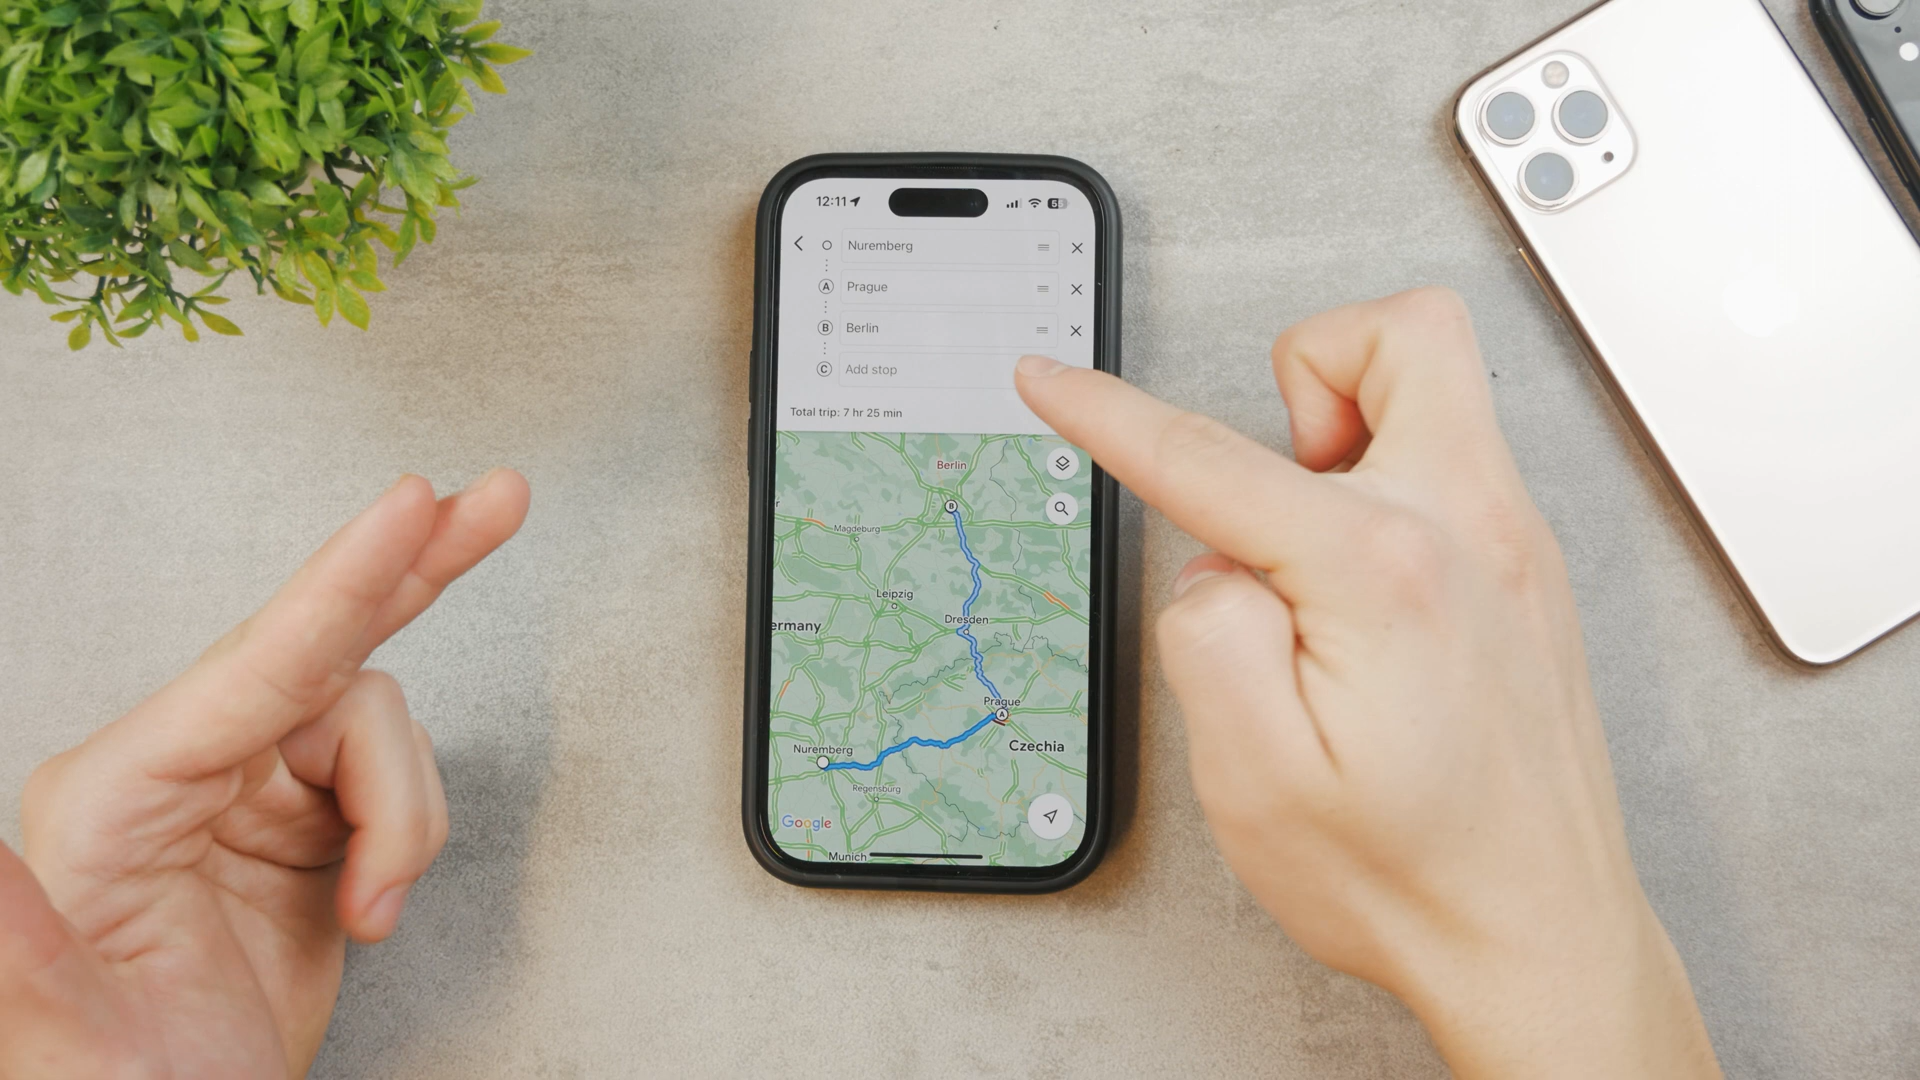 12:11
55
Nuremberg
A Prague
B Berlin
C Add stop
Total trip: 7 hr 25 min
Berlin
B
Magdeburg
Leipzig
Dresden
ermany
Prague
A
Czechia
Nuremberg
Regensburg
Google
Munich